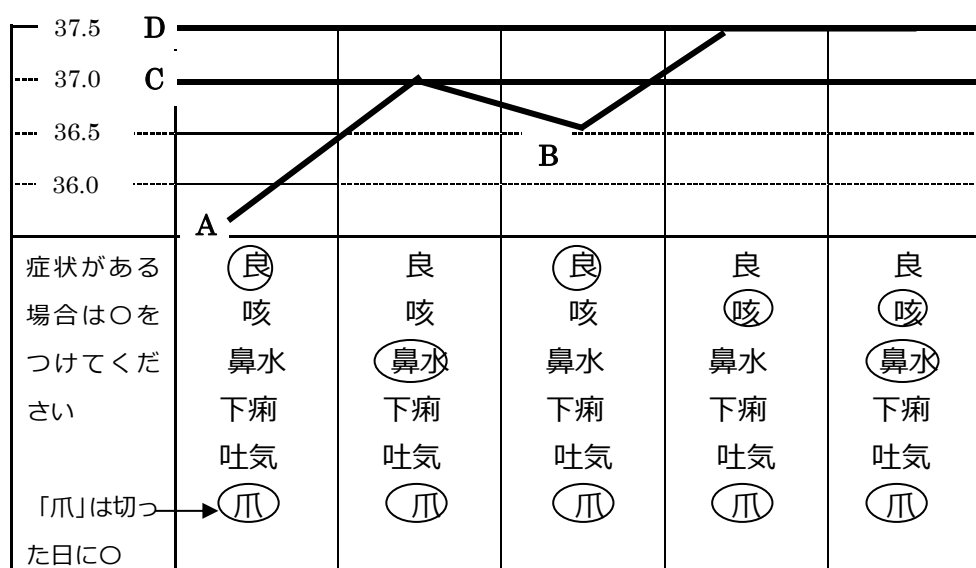 37.5 D
37.0 C
36.5
B
36.0
A
症状がある
場合は〇を
つけてくだ
さい
「爪」は切っ
た日に〇
良 良 良 良 良
咳 咳 咳 咳 咳
鼻水 鼻水 鼻水 鼻水 鼻水
下痢 下痢 下痢 下痢 下痢
吐気 吐気 吐気 吐気 吐気
爪 爪 爪 爪 爪